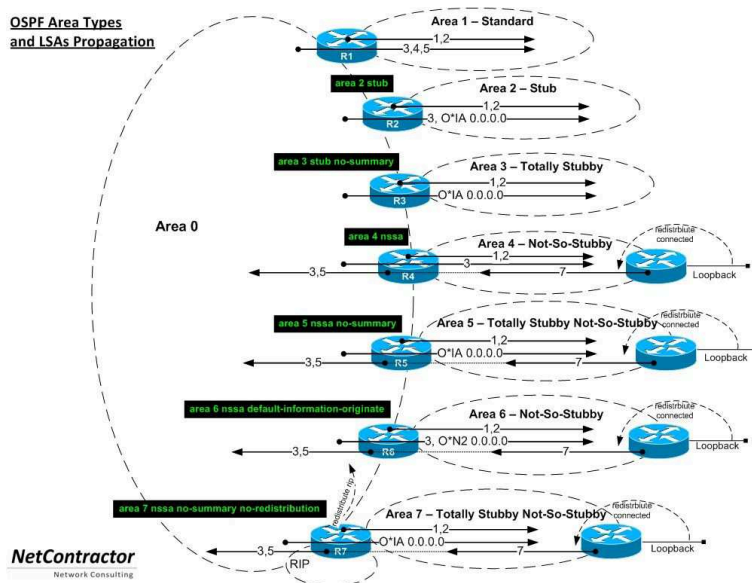 OSPF Area Types
and LSAs Propagation
Area 1 – Standard
1,2
3,4,5
R1
area 2 stub
Area 2 – Stub
1,2
3, O*IA 0.0.0.0
R2
area 3 stub no-summary
Area 3 – Totally Stubby
1,2
O*IA 0.0.0.0
R3
Area 0
area 4 nssa
Area 4 – Not-So-Stubby
redistrbiute
connected
1,2
3
3,5
7
R4
Loopback
area 5 nssa no-summary
Area 5 – Totally Stubby Not-So-Stubby
redistrbiute
connected
1,2
O*IA 0.0.0.0
3,5
7
R5
Loopback
area 6 nssa default-information-originate
Area 6 – Not-So-Stubby
redistrbiute
connected
1,2
3, O*N2 0.0.0.0
3,5
7
R6
Loopback
redistribute rip
area 7 nssa no-summary no-redistribution
Area 7 – Totally Stubby Not-So-Stubby
redistrbiute
connected
1,2
O*IA 0.0.0.0
3,5
7
R7
Loopback
RIP
NetContractor
Network Consulting